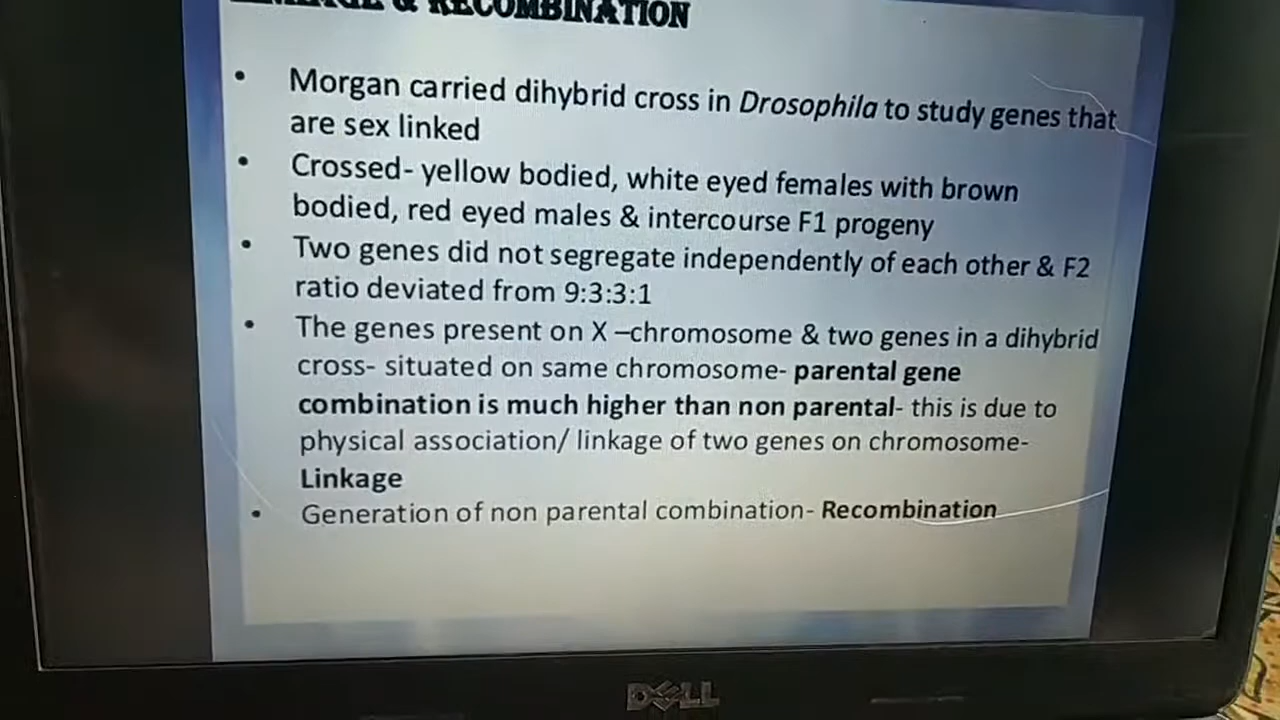 & RECOMBINATION
• Morgan carried dihybrid cross in Drosophila to study genes that
are sex linked
• Crossed- yellow bodied, white eyed females with brown
bodied, red eyed males & intercourse F1 progeny
• Two genes did not segregate independently of each other & F2
ratio deviated from 9:3:3:1
• The genes present on X –chromosome & two genes in a dihybrid
cross- situated on same chromosome- parental gene
combination is much higher than non parental- this is due to
physical association/ linkage of two genes on chromosome-
Linkage
• Generation of non parental combination- Recombination
DELL